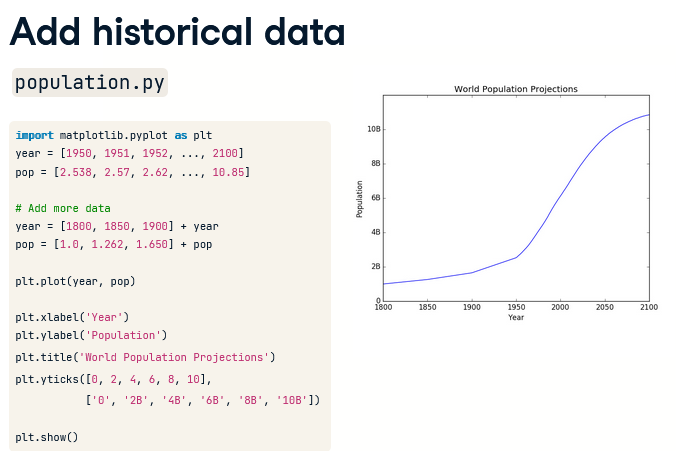 Add historical data
population.py
import matplotlib.pyplot as plt
year = [1950, 1951, 1952, ..., 2100]
pop = [2.538, 2.57, 2.62, ..., 10.85]
# Add more data
year = [1800, 1850, 1900] + year
pop = [1.0, 1.262, 1.650] + pop
plt.plot(year, pop)
plt.xlabel('Year')
plt.ylabel('Population')
plt.title('World Population Projections')
plt.yticks([0, 2, 4, 6, 8, 10],
['0', '2B', '4B', '6B', '8B', '10B'])
plt.show()
World Population Projections
10B
8B
6B
4B
2B
0
Population
1800 1850 1900 1950 2000 2050 2100
Year